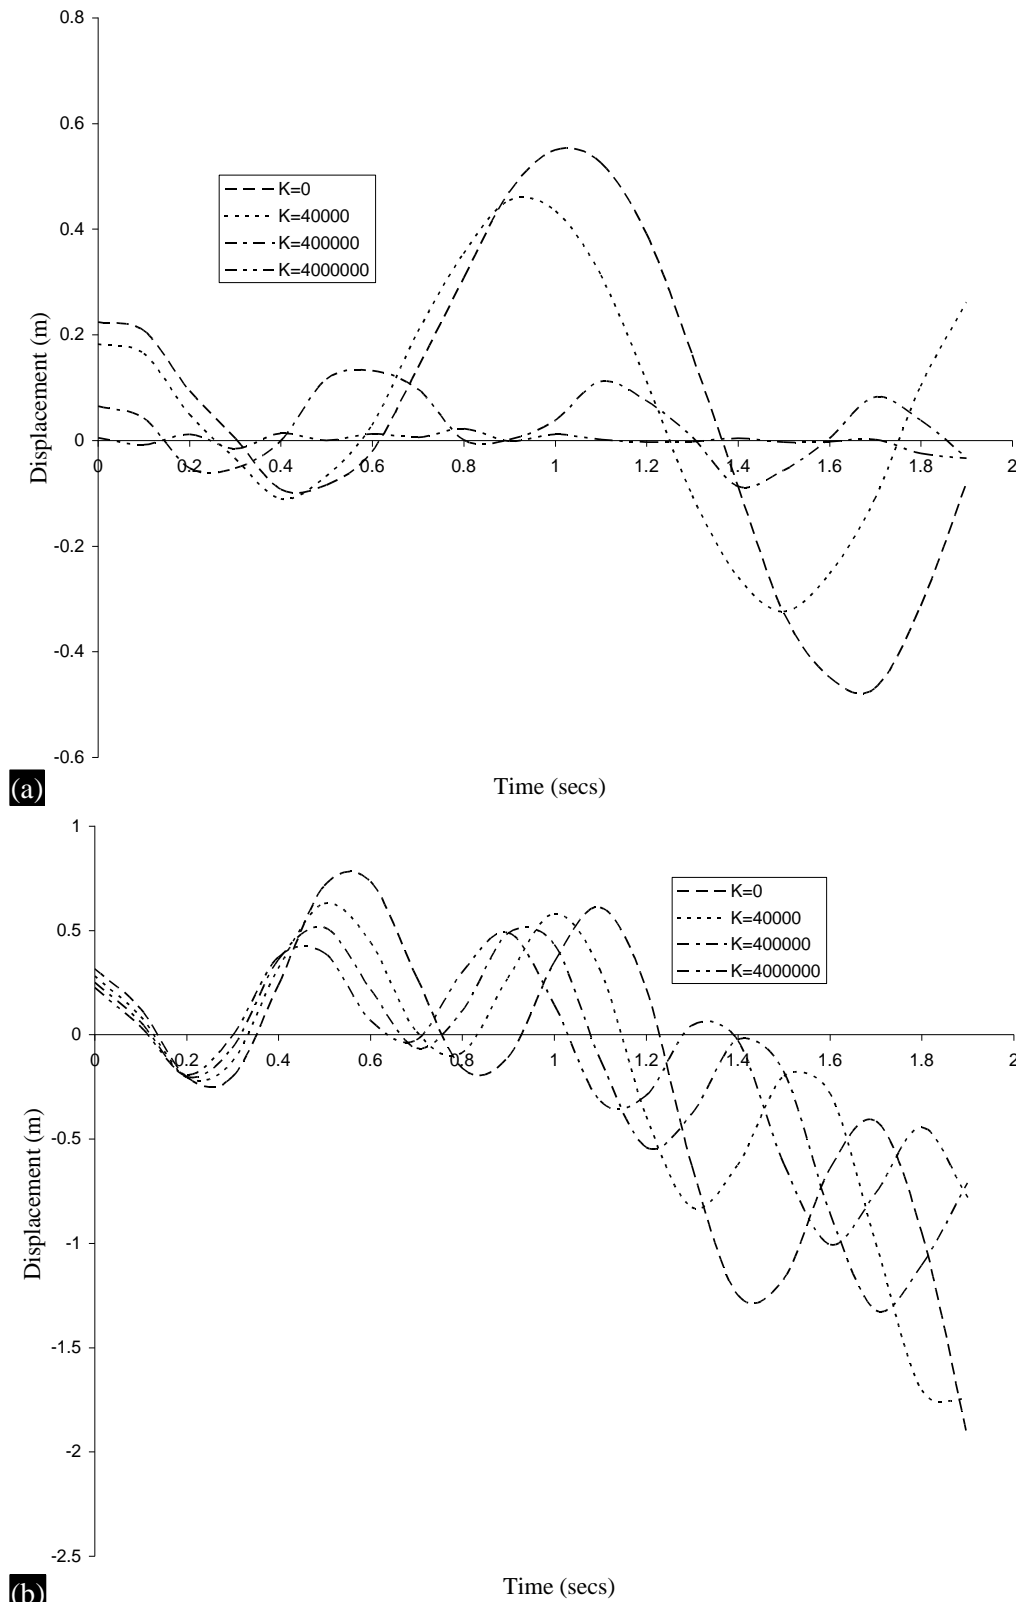 0.8
0.6
K=0
K=40000
0.4
K=400000
K=4000000
Displacement (m)
0.2
0
0 0.2 0.4 0.6 0.8 1 1.2 1.4 1.6 1.8 2
-0.2
-0.4
-0.6
(a)
Time (secs)
1
K=0
K=40000
0.5
K=400000
K=4000000
0
0 0.2 0.4 0.6 0.8 1 1.2 1.4 1.6 1.8 2
Displacement (m)
-0.5
-1
-1.5
-2
-2.5
(b)
Time (secs)